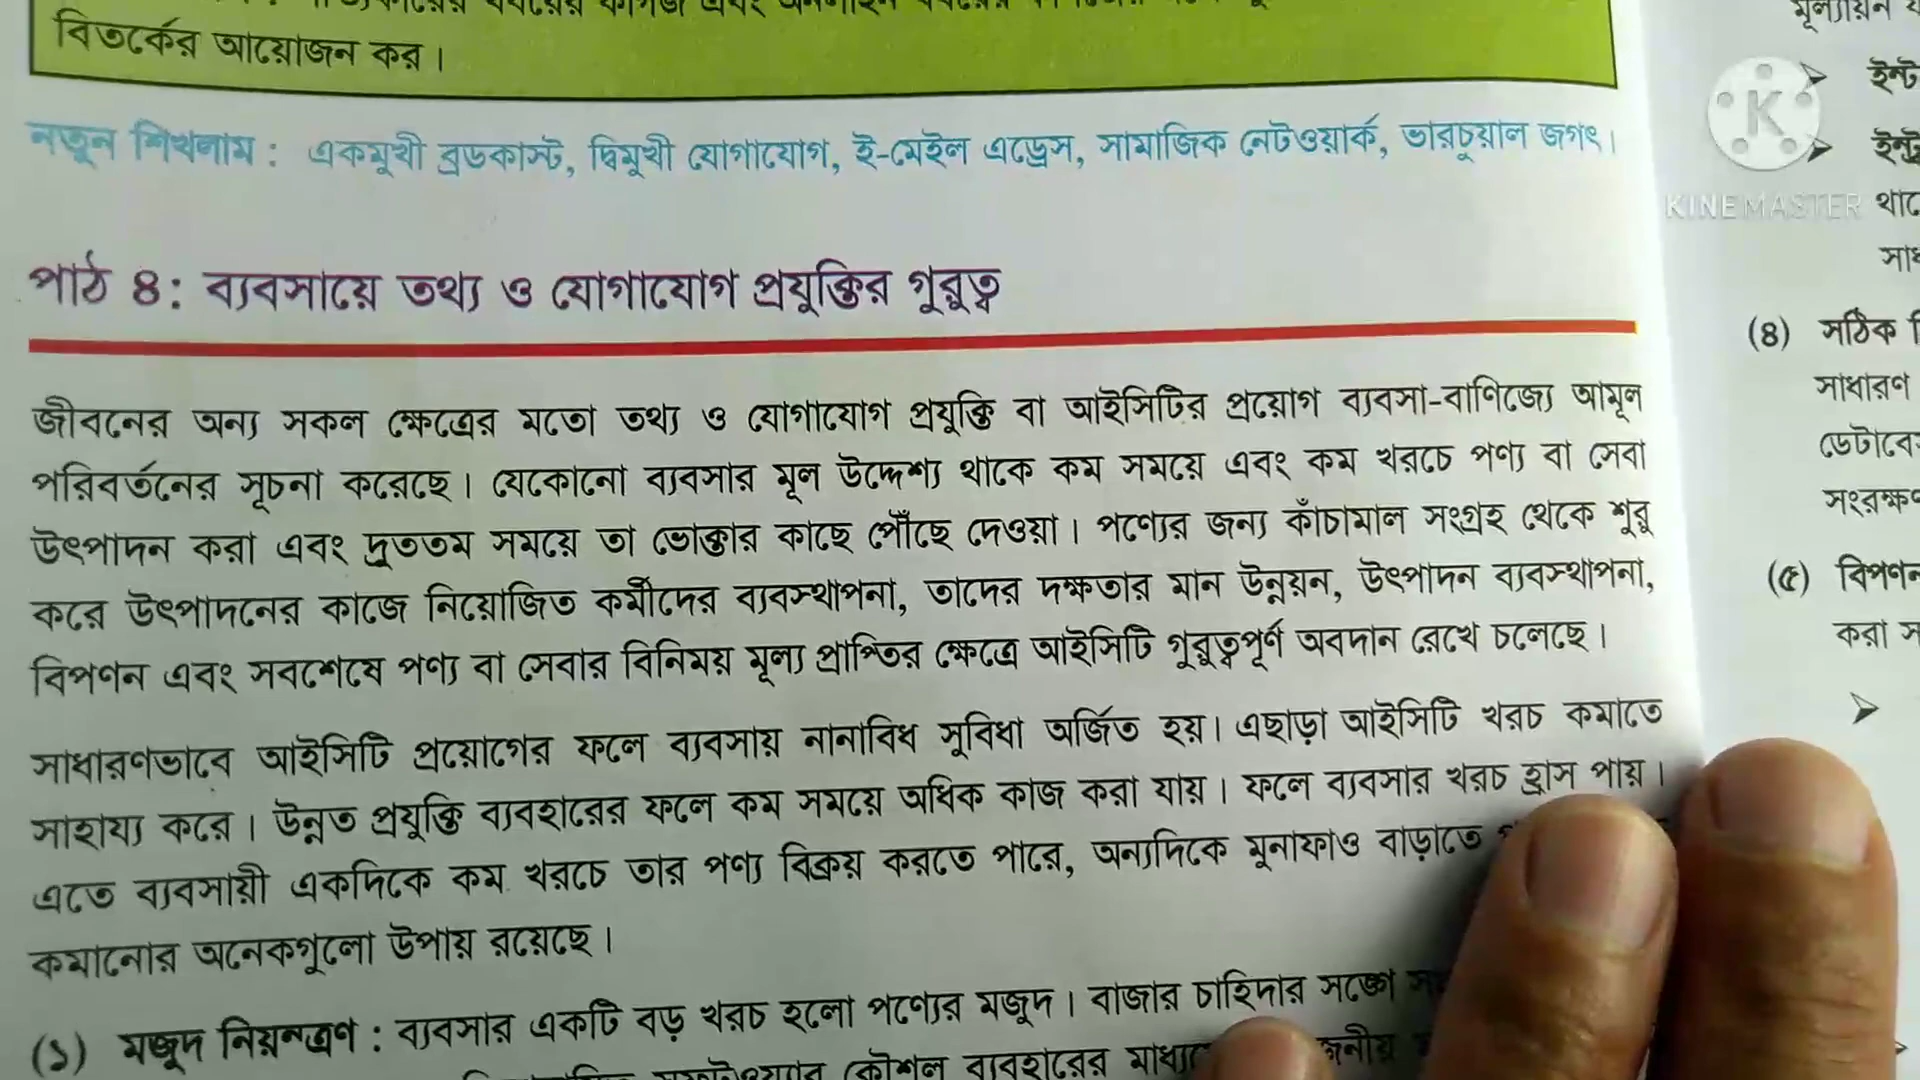 বিতর্কের আয়োজন কর।
নতুন শিখলাম : একমুখী ব্রডকাস্ট, দ্বিমুখী যোগাযোগ, ই-মেইল এড্রেস, সামাজিক নেটওয়ার্ক, ভারচুয়াল জগৎ।
পাঠ ৪: ব্যবসায়ে তথ্য ও যোগাযোগ প্রযুক্তির গুরুত্ব
জীবনের অন্য সকল ক্ষেত্রের মতো তথ্য ও যোগাযোগ প্রযুক্তি বা আইসিটির প্রয়োগ ব্যবসা-বাণিজ্যে আমূল
পরিবর্তনের সূচনা করেছে। যেকোনো ব্যবসার মূল উদ্দেশ্য থাকে কম সময়ে এবং কম খরচে পণ্য বা সেবা
উৎপাদন করা এবং দ্রুততম সময়ে তা ভোক্তার কাছে পৌঁছে দেওয়া। পণ্যের জন্য কাঁচামাল সংগ্রহ থেকে শুরু
করে উৎপাদনের কাজে নিয়োজিত কর্মীদের ব্যবস্থাপনা, তাদের দক্ষতার মান উন্নয়ন, উৎপাদন ব্যবস্থাপনা,
বিপণন এবং সবশেষে পণ্য বা সেবার বিনিময় মূল্য প্রাপ্তির ক্ষেত্রে আইসিটি গুরুত্বপূর্ণ অবদান রেখে চলেছে।
সাধারণভাবে আইসিটি প্রয়োগের ফলে ব্যবসায় নানাবিধ সুবিধা অর্জিত হয়। এছাড়া আইসিটি খরচ কমাতে
সাহায্য করে। উন্নত প্রযুক্তি ব্যবহারের ফলে কম সময়ে অধিক কাজ করা যায়। ফলে ব্যবসার খরচ হ্রাস পায়।
এতে ব্যবসায়ী একদিকে কম খরচে তার পণ্য বিক্রয় করতে পারে, অন্যদিকে মুনাফাও বাড়াতে
কমানোর অনেকগুলো উপায় রয়েছে।
(১) মজুদ নিয়ন্ত্রণ : ব্যবসার একটি বড় খরচ হলো পণ্যের মজুদ। বাজার চাহিদার সঙ্গে
কৌশল ব্যবহারের
মূল্যায়ন
(৪) সঠিক
সাধারণ
(৫)
করা
KINEMASTER